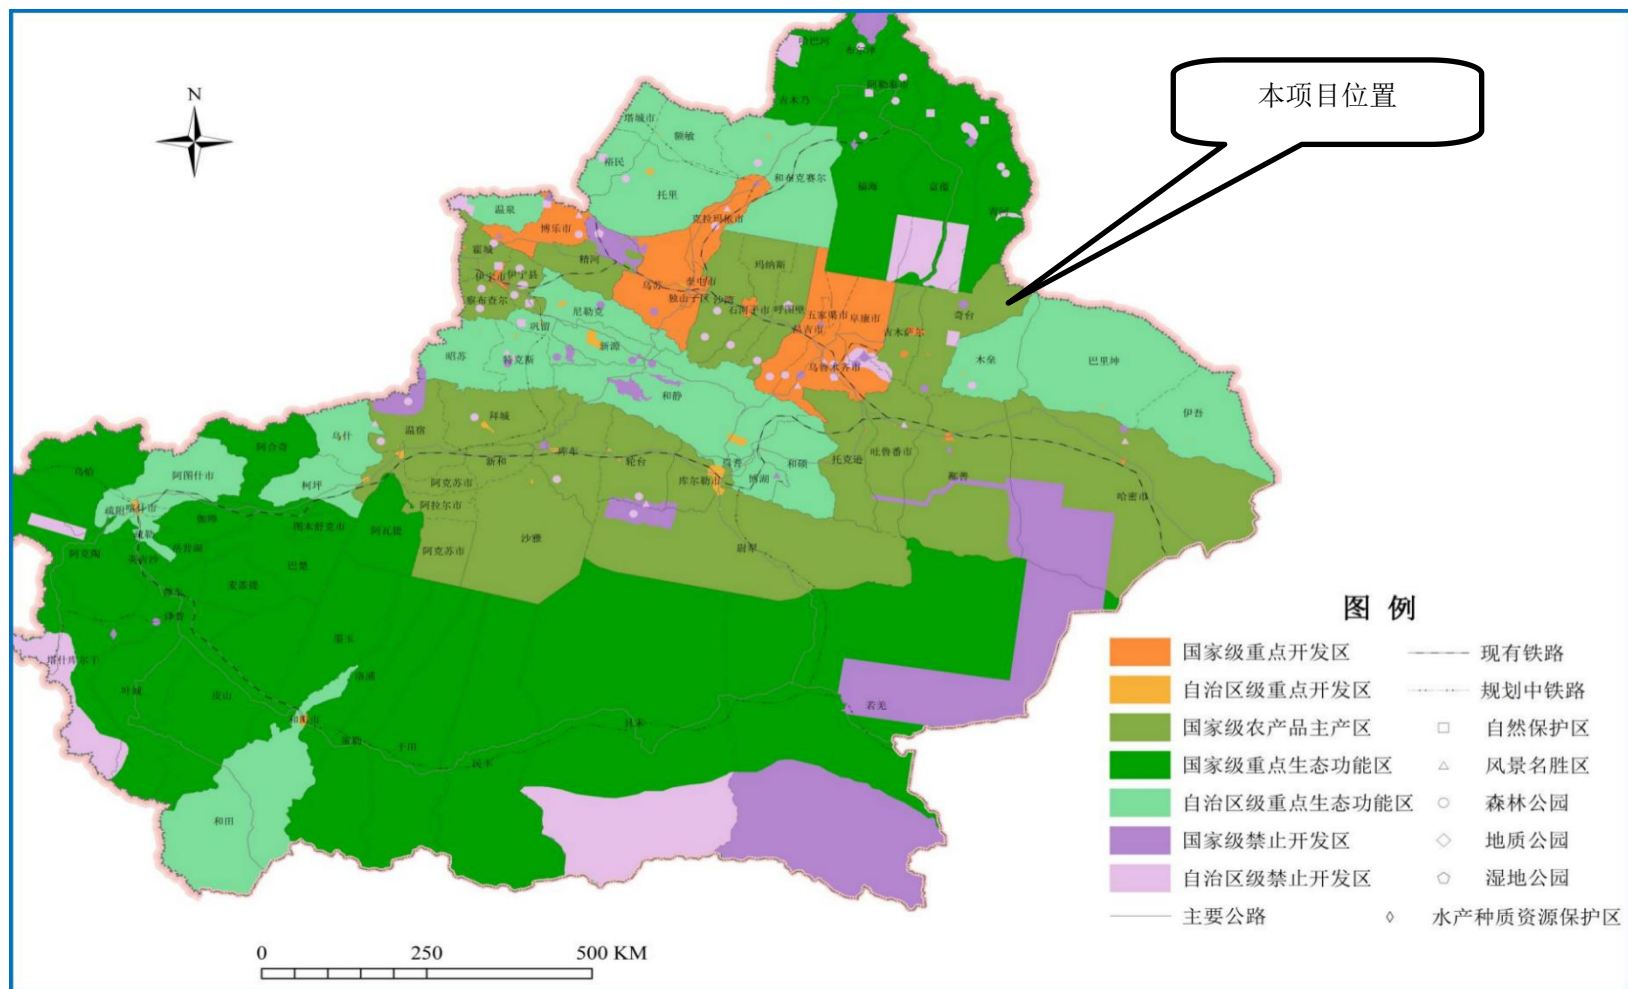 本项目位置
N
哈巴河
布尔津
阿勒泰市
吉木乃
塔城市
额敏
裕民
托里
和布克赛尔
福海
富蕴
青河
温泉
博乐市
克拉玛依市
霍城
精河
玛纳斯
伊宁市
伊宁县
乌苏
奎屯市
独山子区
沙湾
石河子市
呼图壁
五家渠市
昌吉市
阜康市
吉木萨尔
奇台
察布查尔
尼勒克
巩留
新源
昭苏
特克斯
乌鲁木齐市
木垒
巴里坤
伊吾
和静
拜城
温宿
乌什
阿合奇
乌恰
阿图什市
柯坪
新和
库车
轮台
焉耆
和硕
博湖
托克逊
吐鲁番市
鄯善
哈密市
库尔勒市
阿克苏市
阿拉尔市
阿克苏市
沙雅
尉犁
疏附
喀什市
疏勒
伽师
图木舒克市
阿瓦提
阿克陶
英吉沙
岳普湖
巴楚
麦盖提
莎车
泽普
塔什库尔干
叶城
皮山
墨玉
洛浦
和田市
策勒
于田
民丰
且末
若羌
和田
图 例
国家级重点开发区
现有铁路
自治区级重点开发区
规划中铁路
国家级农产品主产区
自然保护区
国家级重点生态功能区
风景名胜区
自治区级重点生态功能区
森林公园
国家级禁止开发区
地质公园
自治区级禁止开发区
湿地公园
主要公路
水产种质资源保护区
0 250 500 KM